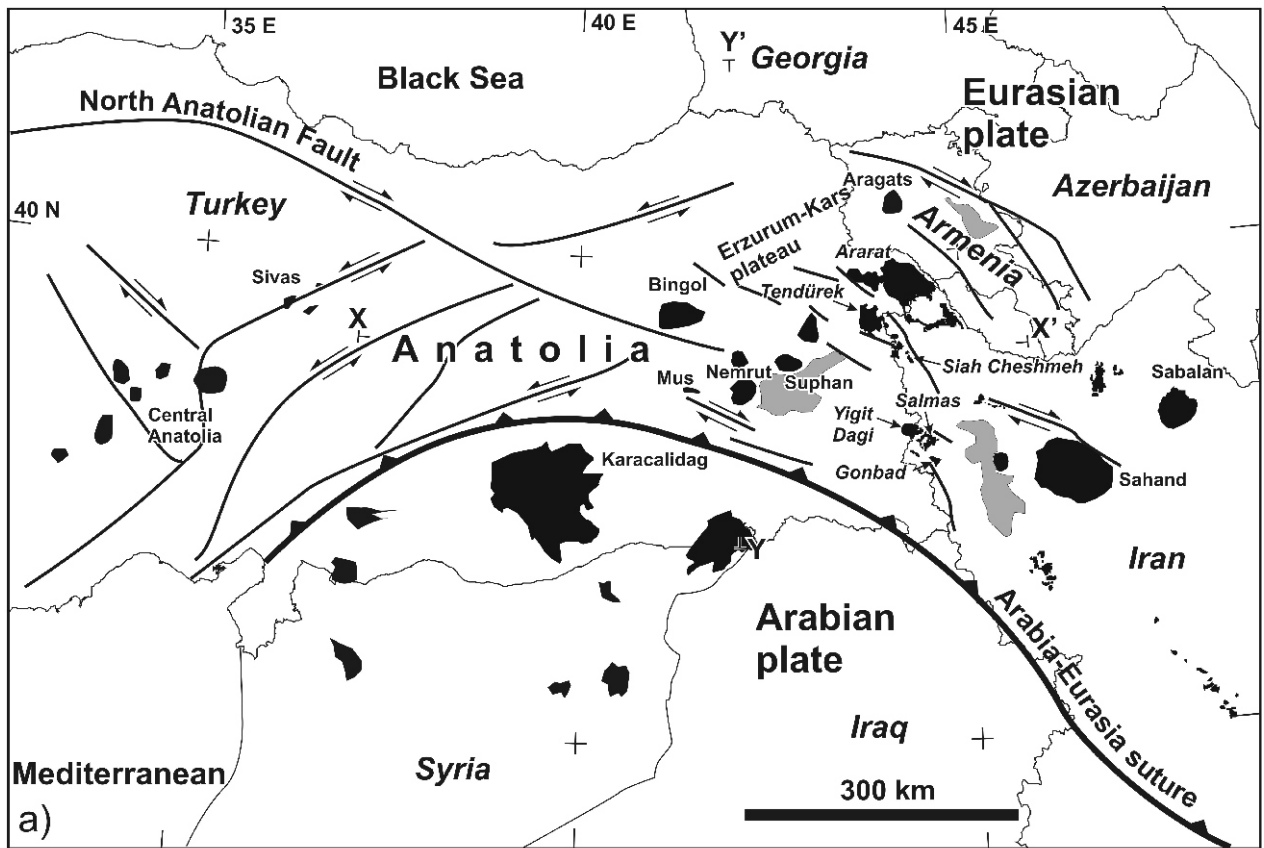 35 E
40 E
45 E
Y'
Georgia
Black Sea
Eurasian
plate
North Anatolian Fault
Azerbaijan
Aragats
40 N
Turkey
Armenia
Erzurum-Kars
plateau
Ararat
Sivas
Bingol
Tendürek
X
X'
Anatolia
Siah Cheshmeh
Nemrut
Sabalan
Mus
Suphan
Salmas
Central
Anatolia
Yigit
Dagi
Karacalidag
Gonbad
Sahand
Y
Iran
Arabian
plate
Arabia-Eurasia suture
Iraq
Mediterranean
Syria
300 km
a)